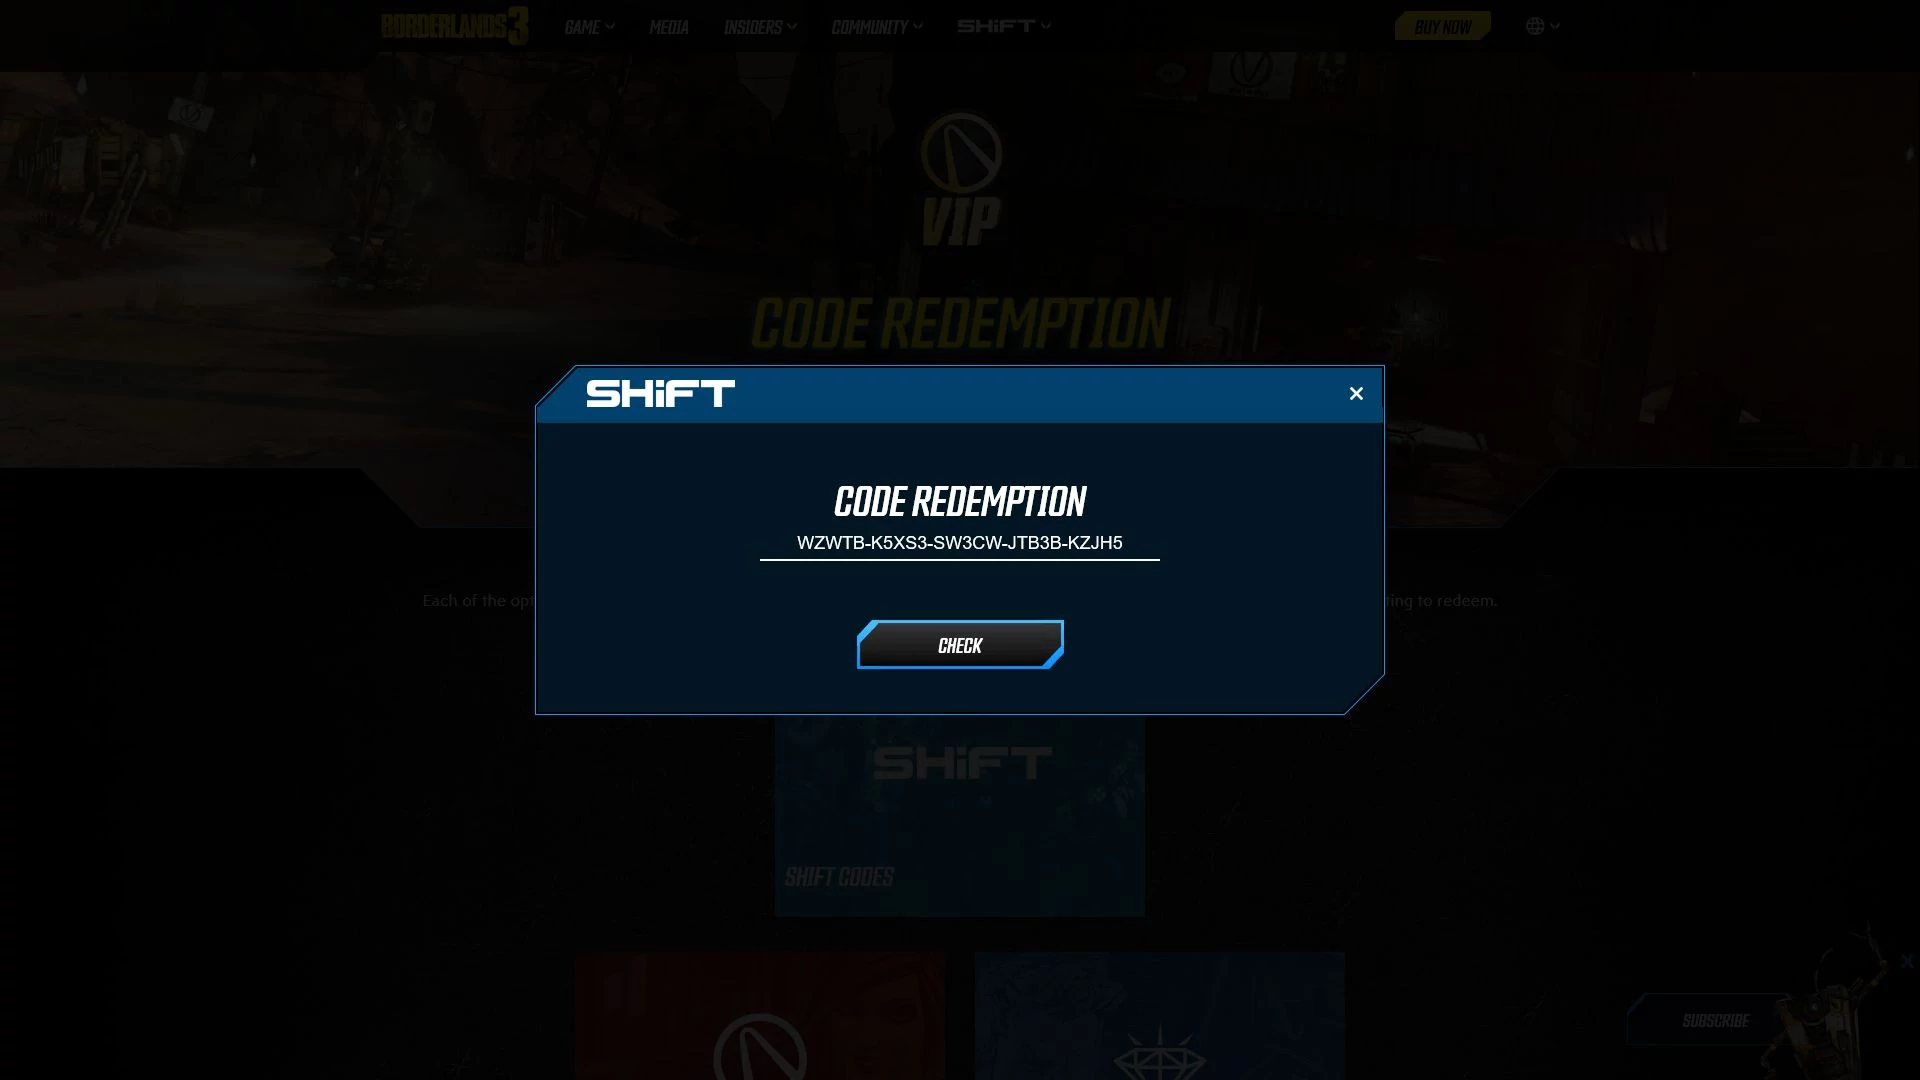 BORDERLANDS 3
GAME MEDIA INSIDERS COMMUNITY SHiFT BUY NOW
VIP
CODE REDEMPTION
SHiFT
CODE REDEMPTION
WZWTB-K5XS3-SW3CW-JTB3B-KZJH5
Each of the opt ting to redeem.
CHECK
SHiFT
SHIFT CODES
SUBSCRIBE